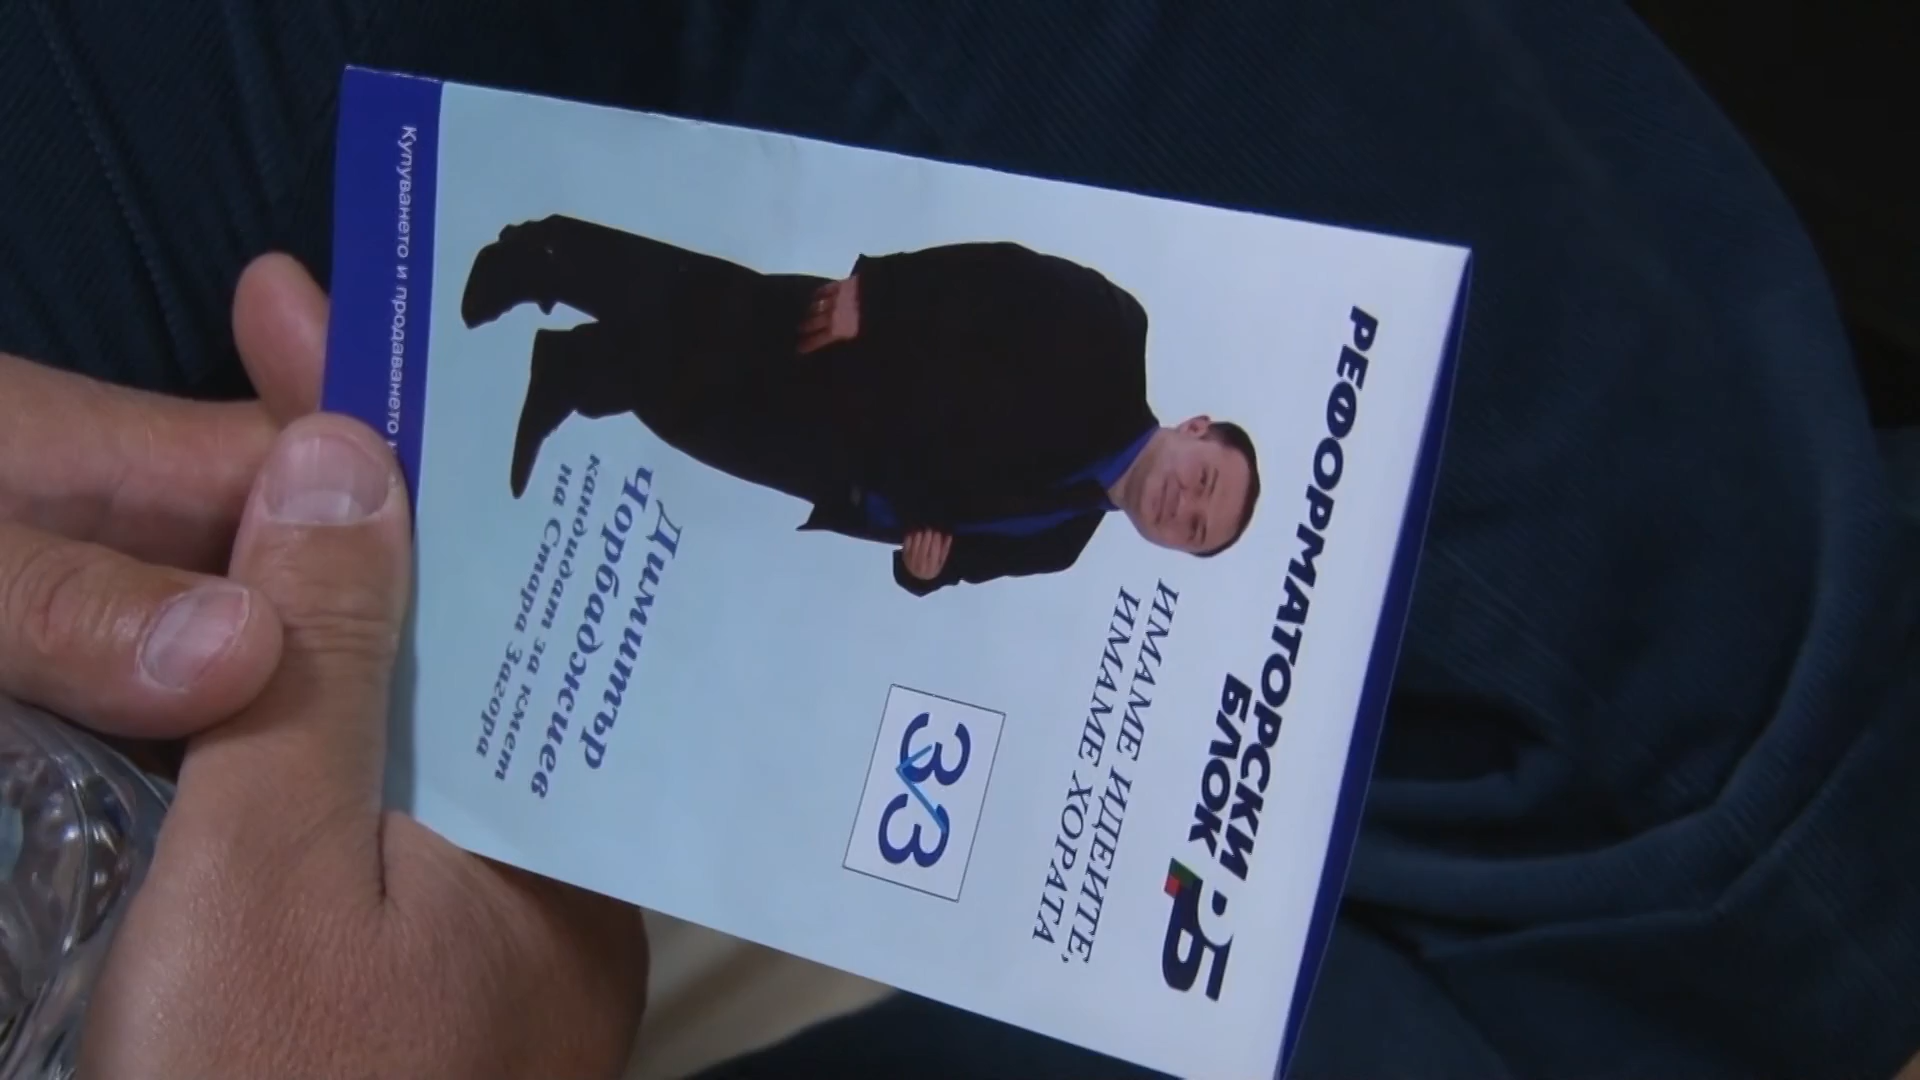 РЕФОРМАТОРСКИ
БЛОК
РБ
ИМАМЕ ИДЕИТЕ,
ИМАМЕ ХОРАТА
33
Димитър
Чорбаджиев
кандидат за кмет
на Стара Загора
Купуването и продаването